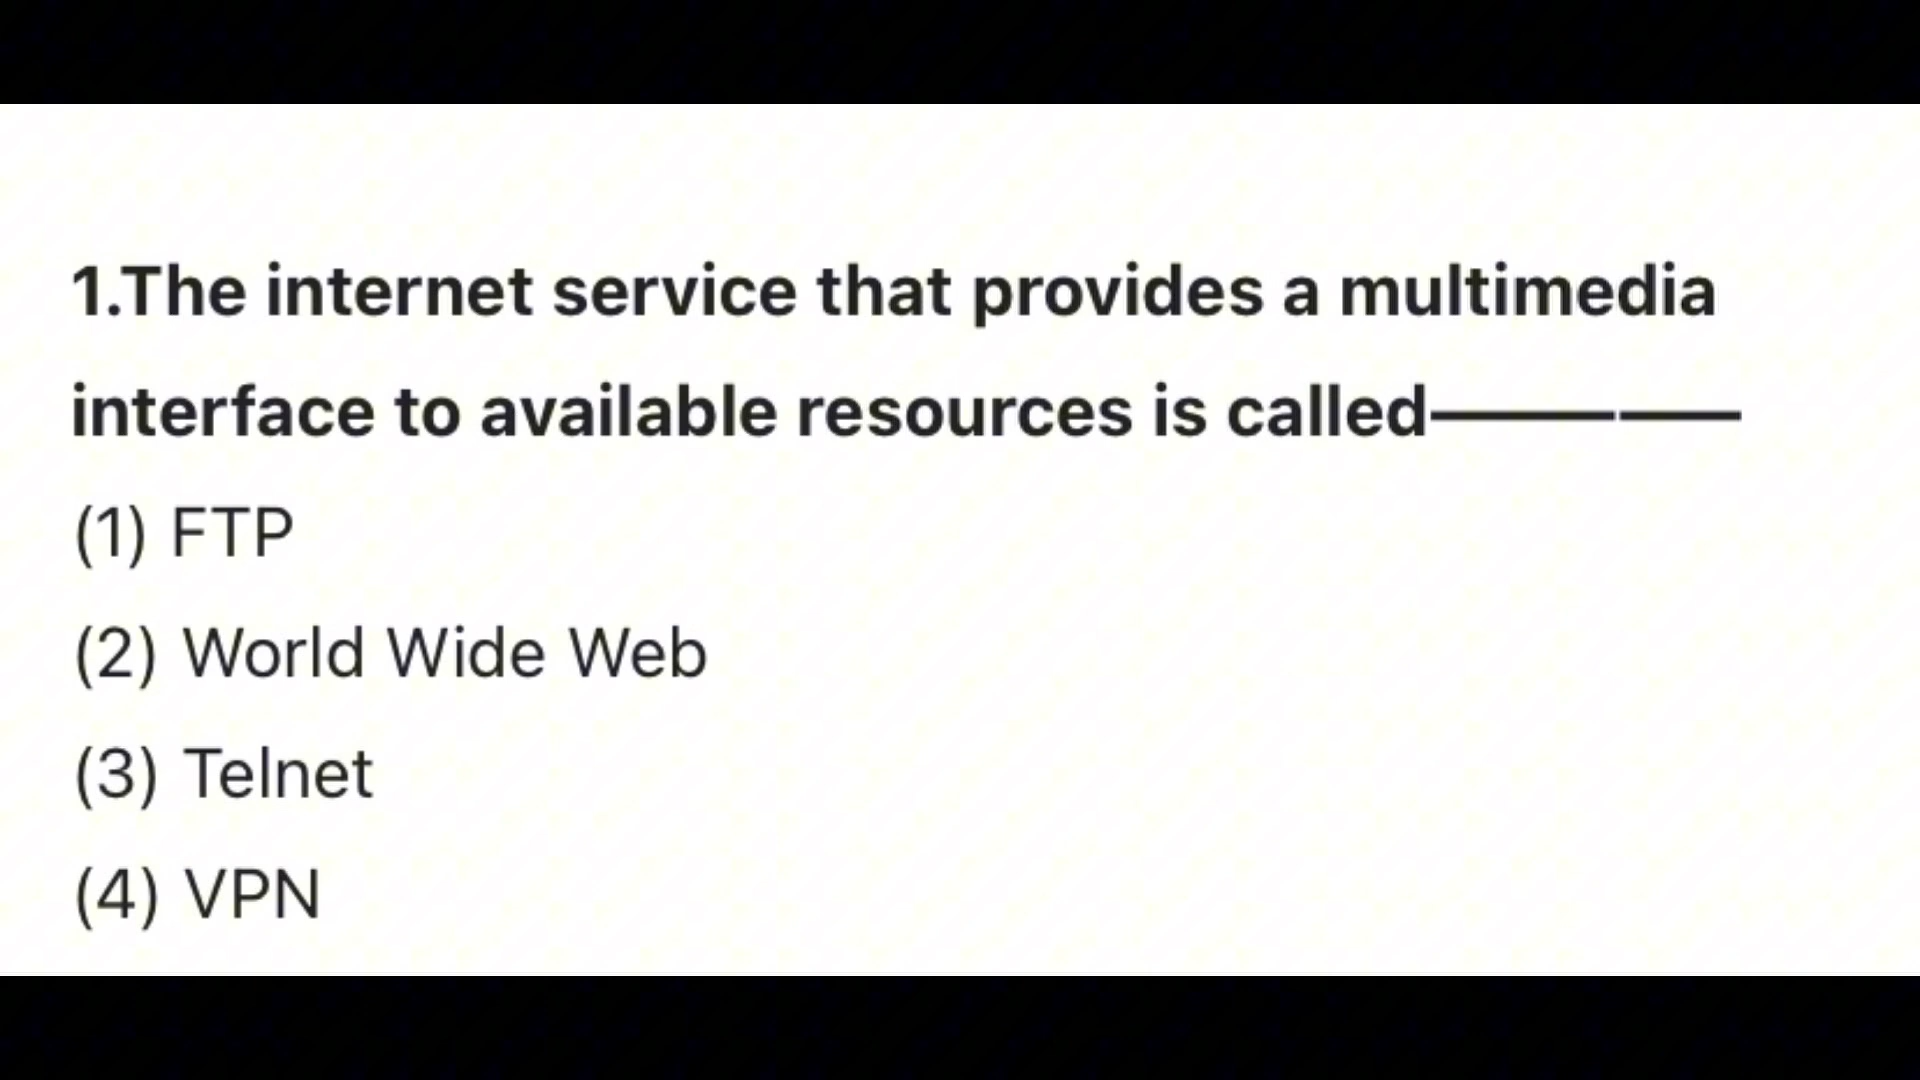 1.The internet service that provides a multimedia
interface to available resources is called—————
(1) FTP
(2) World Wide Web
(3) Telnet
(4) VPN